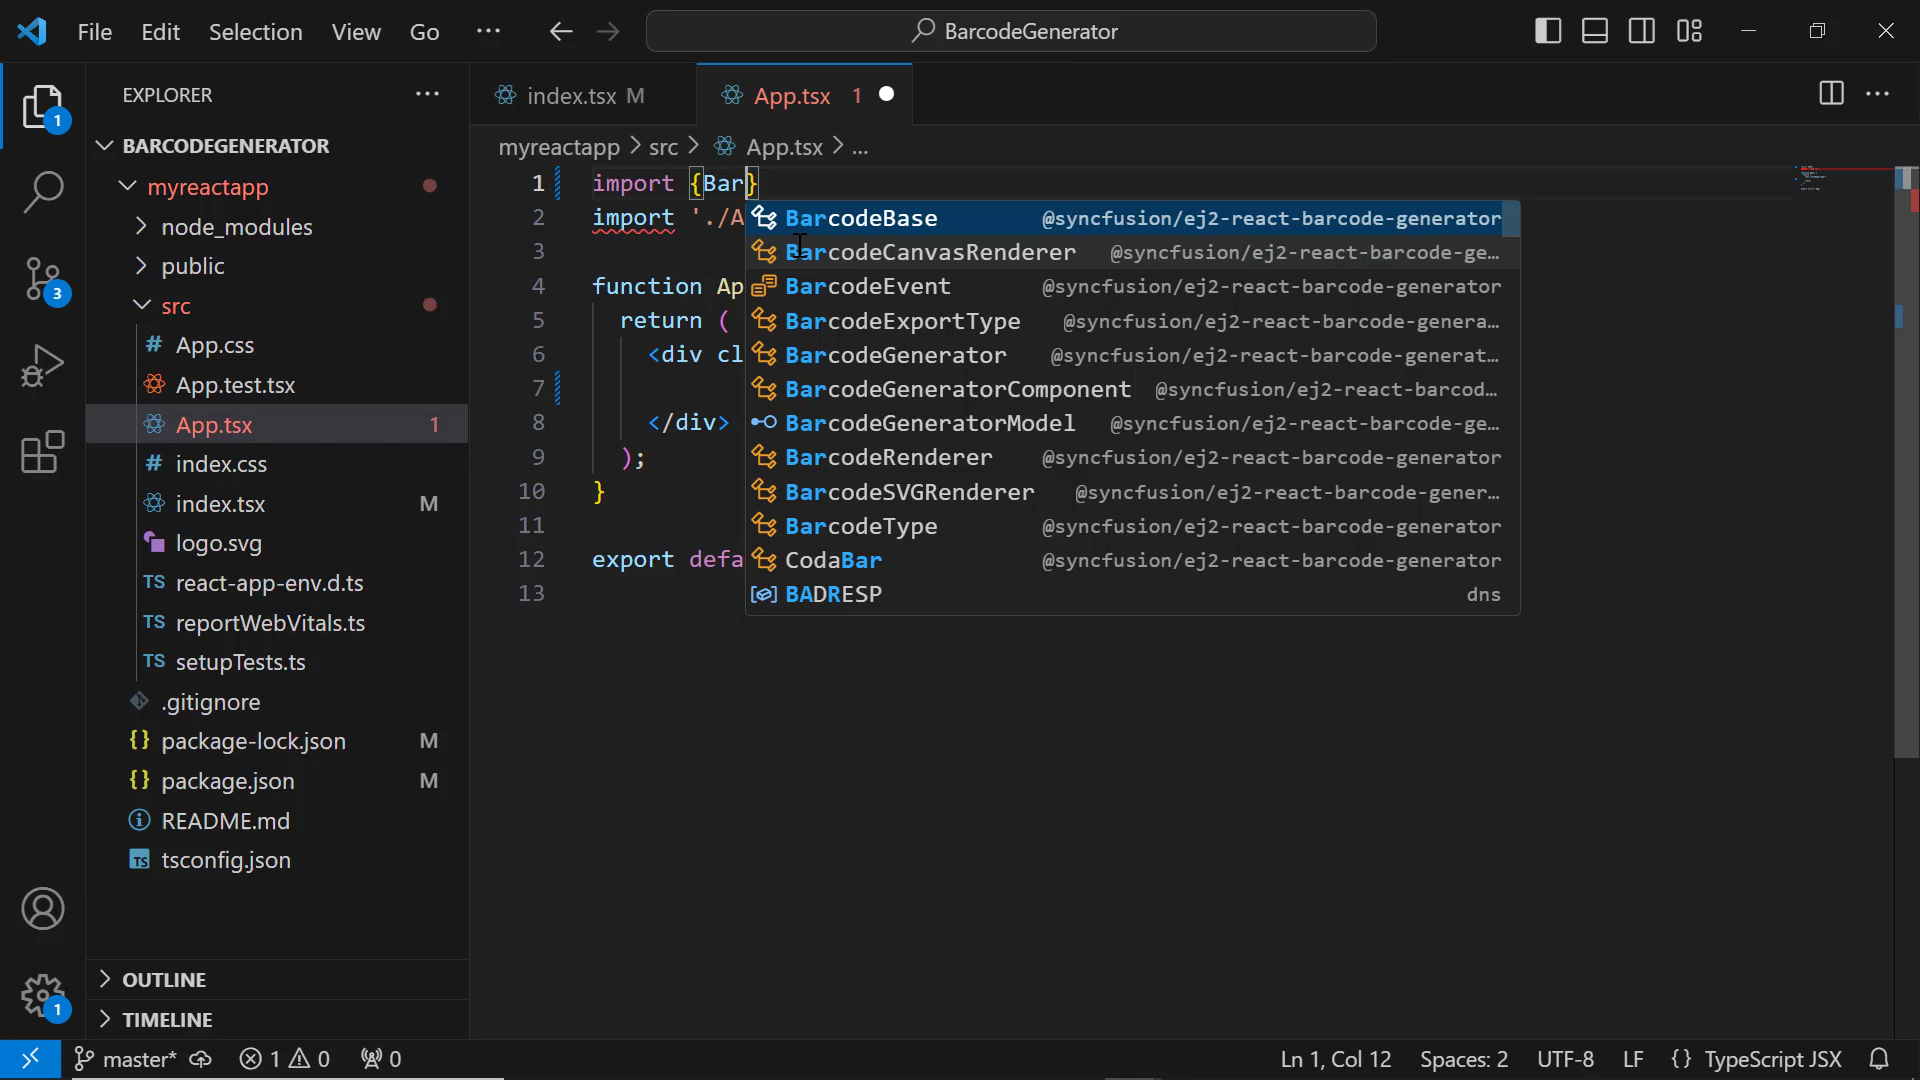 File Edit Selection View Go ··· BarcodeGenerator
EXPLORER ···
1
BARCODEGENERATOR
myreactapp
node_modules
public
3
src
# App.css
App.test.tsx
App.tsx 1
# index.css
index.tsx M
logo.svg
TS react-app-env.d.ts
TS reportWebVitals.ts
TS setupTests.ts
.gitignore
{} package-lock.json M
{} package.json M
README.md
TS tsconfig.json
1
OUTLINE
TIMELINE
index.tsx M App.tsx 1
myreactapp > src > App.tsx > ...
1 import {Bar}
2 import './A
3
4 function Ap
5 return (
6 <div cl
7
8 </div>
9 );
10 }
11
12 export defa
13
BarcodeBase @syncfusion/ej2-react-barcode-generator
BarcodeCanvasRenderer @syncfusion/ej2-react-barcode-ge…
BarcodeEvent @syncfusion/ej2-react-barcode-generator
BarcodeExportType @syncfusion/ej2-react-barcode-genera…
BarcodeGenerator @syncfusion/ej2-react-barcode-generat…
BarcodeGeneratorComponent @syncfusion/ej2-react-barcod…
BarcodeGeneratorModel @syncfusion/ej2-react-barcode-ge…
BarcodeRenderer @syncfusion/ej2-react-barcode-generator
BarcodeSVGRenderer @syncfusion/ej2-react-barcode-gener…
BarcodeType @syncfusion/ej2-react-barcode-generator
CodaBar @syncfusion/ej2-react-barcode-generator
BADRESP dns
master* 1 0 0 Ln 1, Col 12 Spaces: 2 UTF-8 LF {} TypeScript JSX